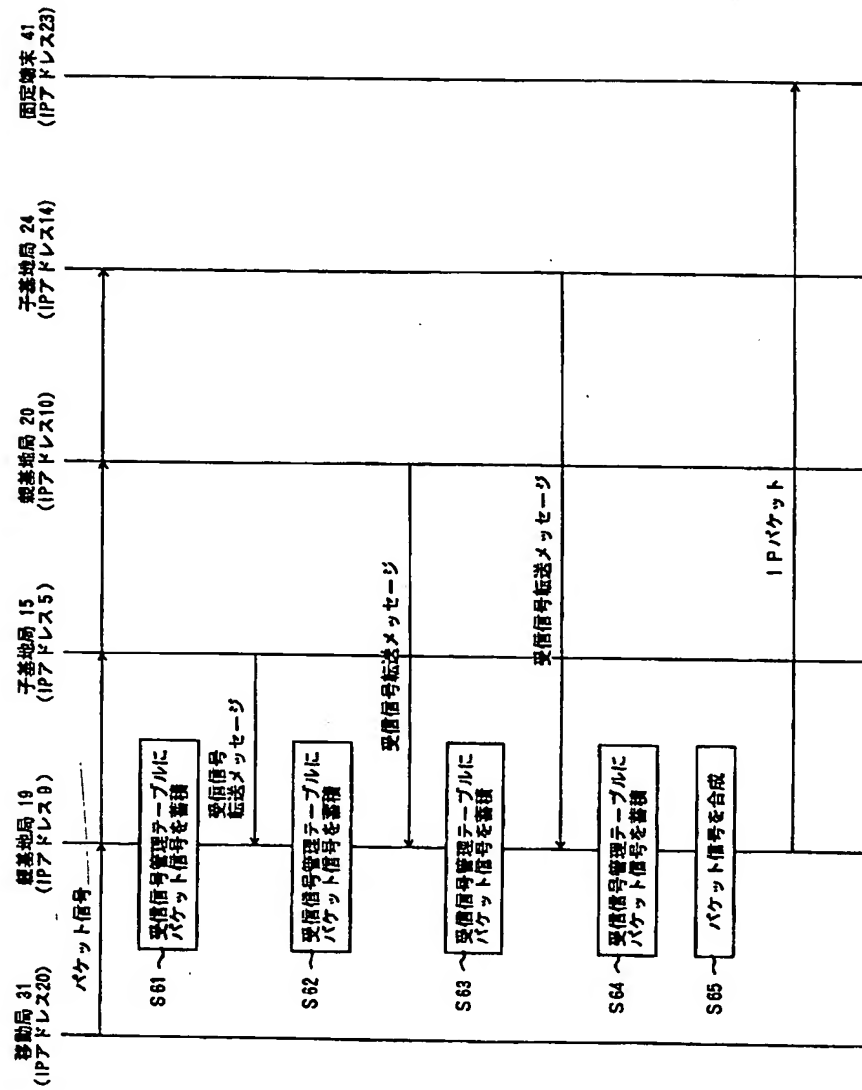 移動局 31
(IPアドレス20)
親基地局 19
(IPアドレス9)
子基地局 15
(IPアドレス5)
親基地局 20
(IPアドレス10)
子基地局 24
(IPアドレス14)
固定端末 41
(IPアドレス23)
パケット信号
S61
受信信号管理テーブルに
パケット信号を蓄積
受信信号
転送メッセージ
S62
受信信号管理テーブルに
パケット信号を蓄積
受信信号転送メッセージ
S63
受信信号管理テーブルに
パケット信号を蓄積
受信信号転送メッセージ
S64
受信信号管理テーブルに
パケット信号を蓄積
S65
パケット信号を合成
IPパケット